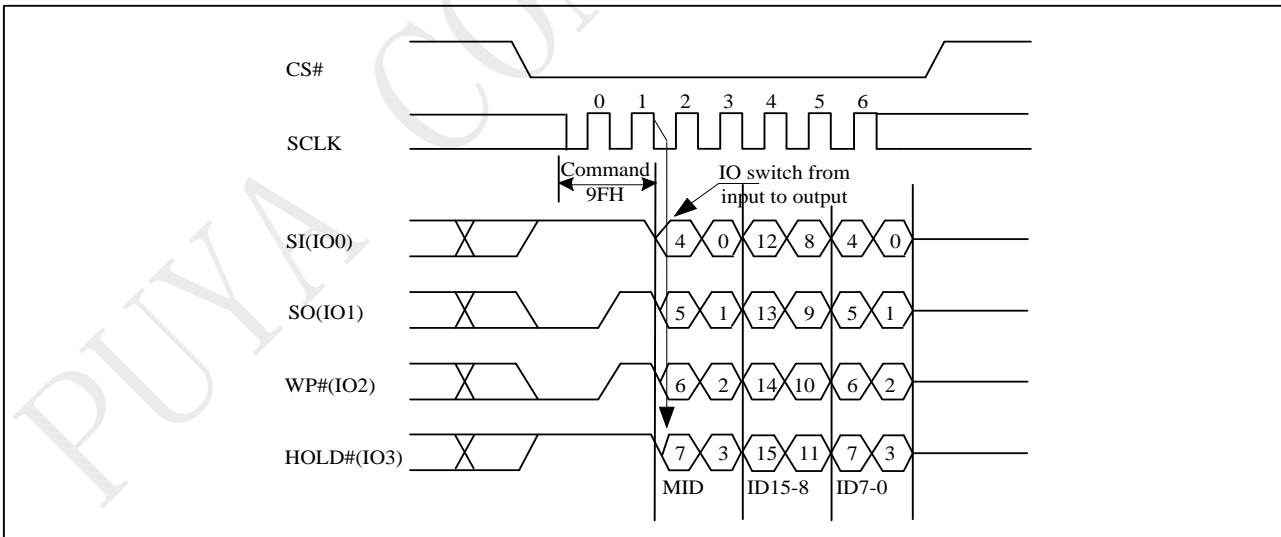 PUYA CON
CS#
0 1 2 3 4 5 6
SCLK
Command
9FH
IO switch from
input to output
SI(IO0)
4 0 12 8 4 0
SO(IO1)
5 1 13 9 5 1
WP#(IO2)
6 2 14 10 6 2
HOLD#(IO3)
7 3 15 11 7 3
MID ID15-8 ID7-0